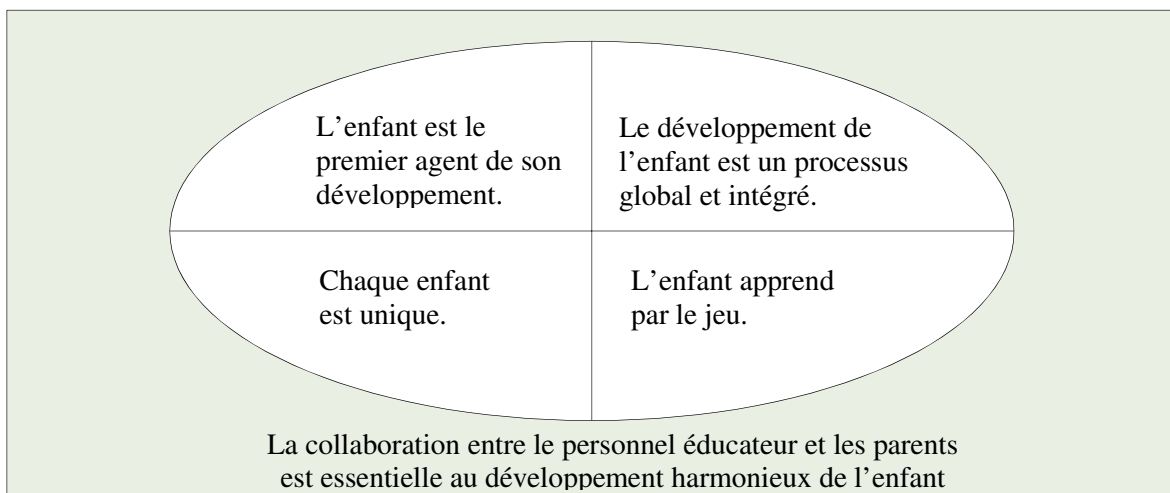 L’enfant est le
premier agent de son
développement.
Le développement de
l’enfant est un processus
global et intégré.
Chaque enfant
est unique.
L’enfant apprend
par le jeu.
La collaboration entre le personnel éducateur et les parents
est essentielle au développement harmonieux de l’enfant